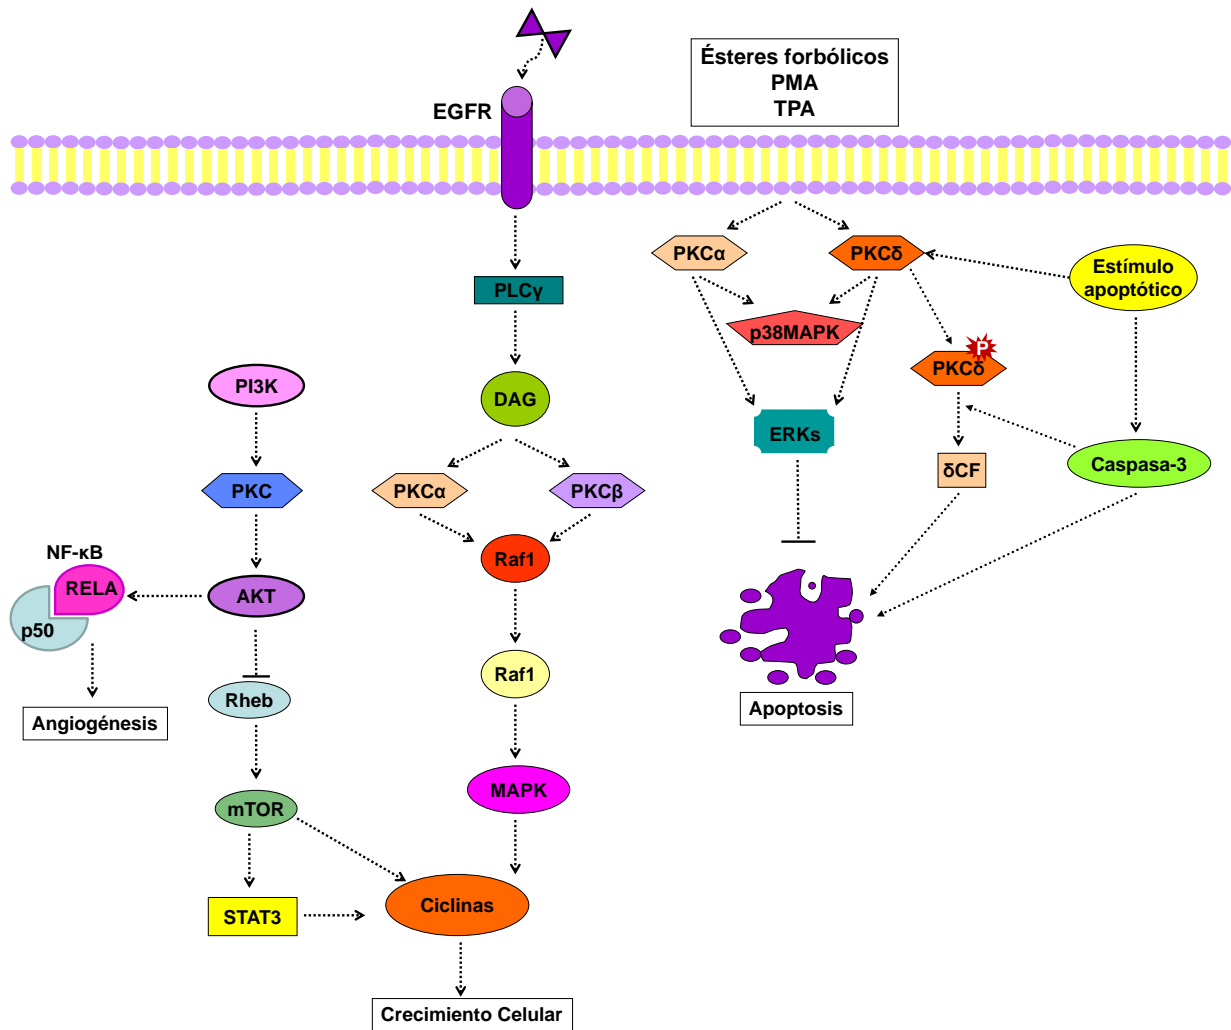 Ésteres forbólicos
PMA
TPA
EGFR
PKCα
PKCδ
Estímulo
apoptótico
PLCγ
p38MAPK
P
PKCδ
PI3K
DAG
ERKs
Caspasa-3
δCF
PKC
PKCα
PKCβ
NF-κB
Raf1
RELA
AKT
p50
Raf1
Rheb
Angiogénesis
Apoptosis
MAPK
mTOR
Ciclinas
STAT3
Crecimiento Celular